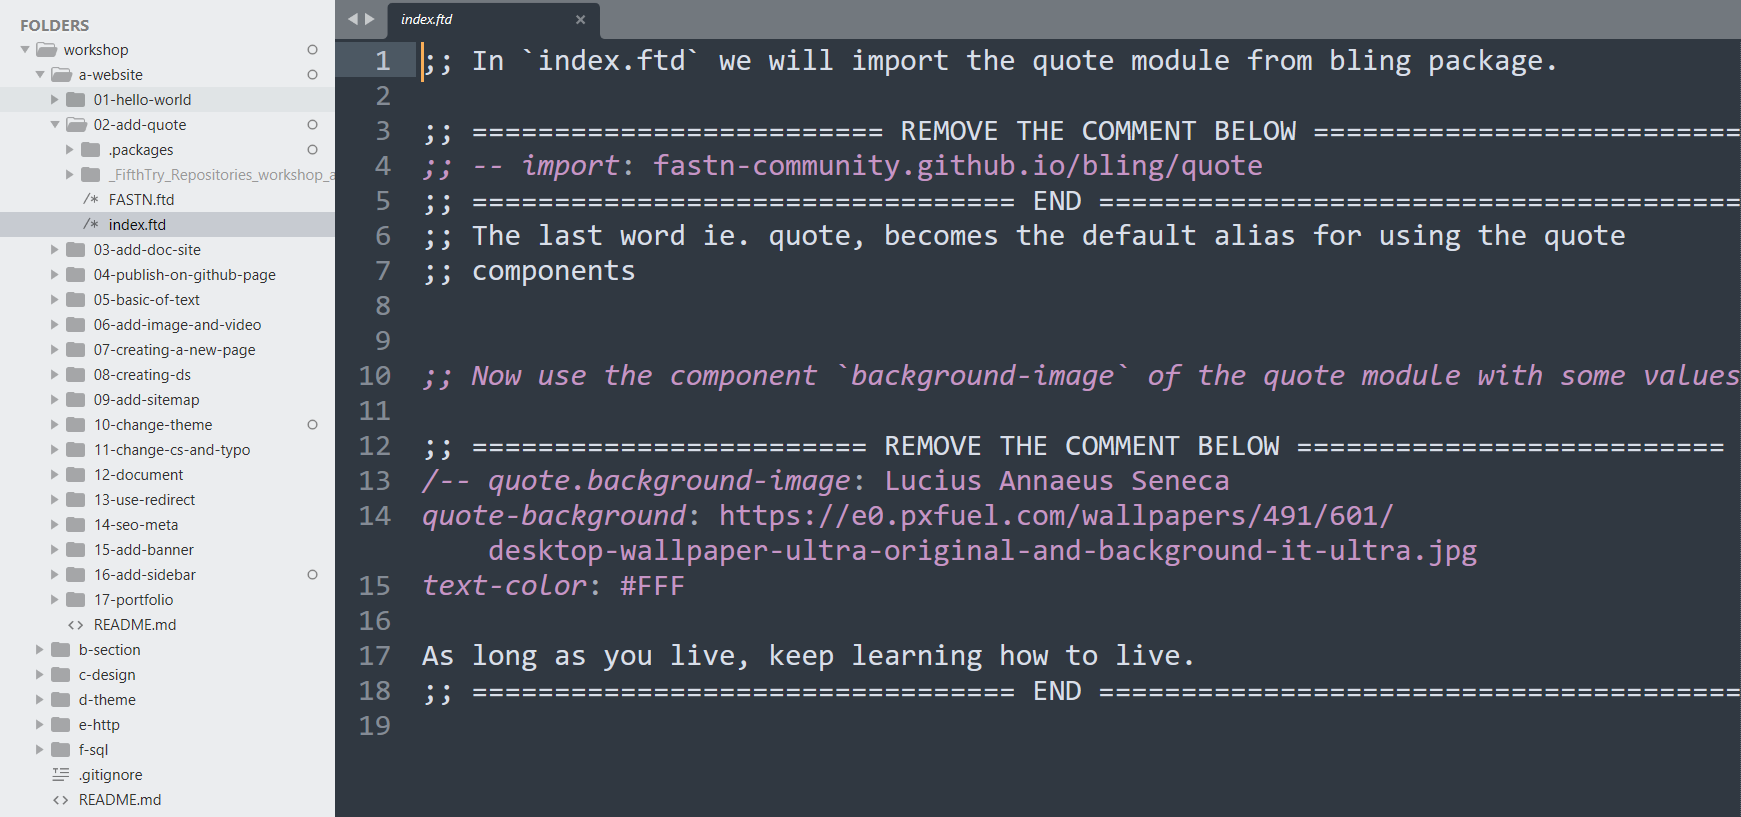 FOLDERS
workshop
a-website
01-hello-world
02-add-quote
.packages
_FifthTry_Repositories_workshop_a
FASTN.ftd
index.ftd
03-add-doc-site
04-publish-on-github-page
05-basic-of-text
06-add-image-and-video
07-creating-a-new-page
08-creating-ds
09-add-sitemap
10-change-theme
11-change-cs-and-typo
12-document
13-use-redirect
14-seo-meta
15-add-banner
16-add-sidebar
17-portfolio
README.md
b-section
c-design
d-theme
e-http
f-sql
.gitignore
README.md
index.ftd
1 ;; In `index.ftd` we will import the quote module from bling package.
2
3 ;; ========================= REMOVE THE COMMENT BELOW ==========================
4 ;; -- import: fastn-community.github.io/bling/quote
5 ;; ================================= END =======================================
6 ;; The last word ie. quote, becomes the default alias for using the quote
7 ;; components
8
9
10 ;; Now use the component `background-image` of the quote module with some values
11
12 ;; ======================== REMOVE THE COMMENT BELOW ==========================
13 /-- quote.background-image: Lucius Annaeus Seneca
14 quote-background: https://e0.pxfuel.com/wallpapers/491/601/
desktop-wallpaper-ultra-original-and-background-it-ultra.jpg
15 text-color: #FFF
16
17 As long as you live, keep learning how to live.
18 ;; ================================= END =======================================
19